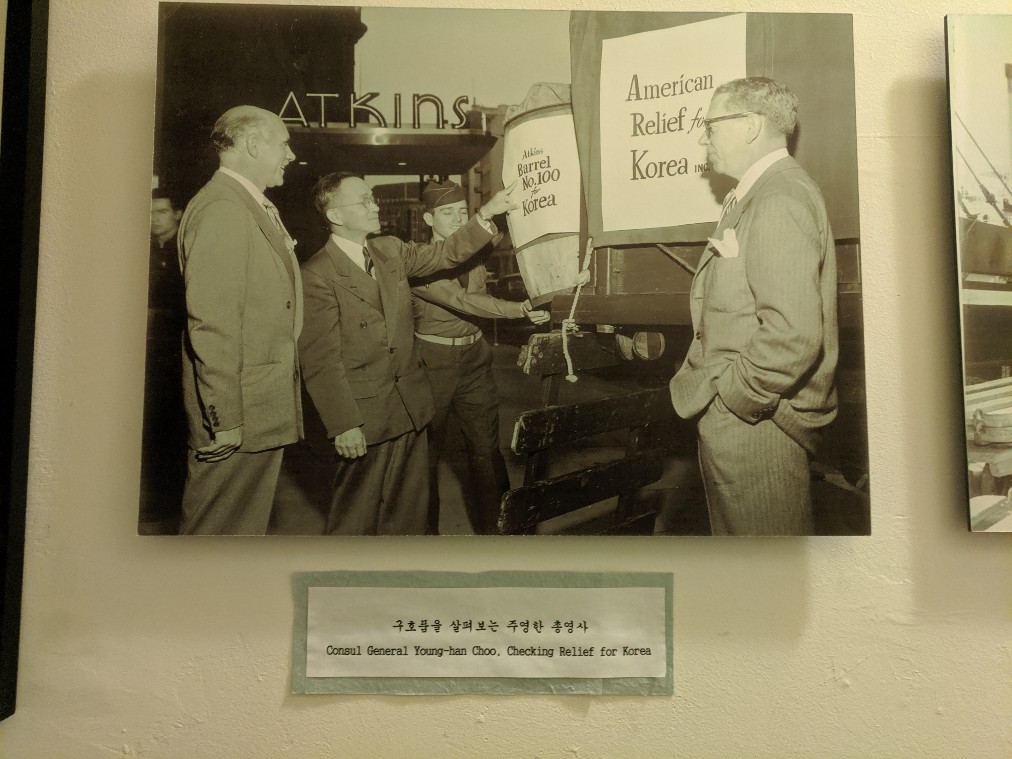 ATKINS
Atkins
Barrel
No.100
for
Korea
American
Relief for
Korea INC.
구호품을 살펴보는 주영한 총영사
Consul General Young-han Choo, Checking Relief for Korea